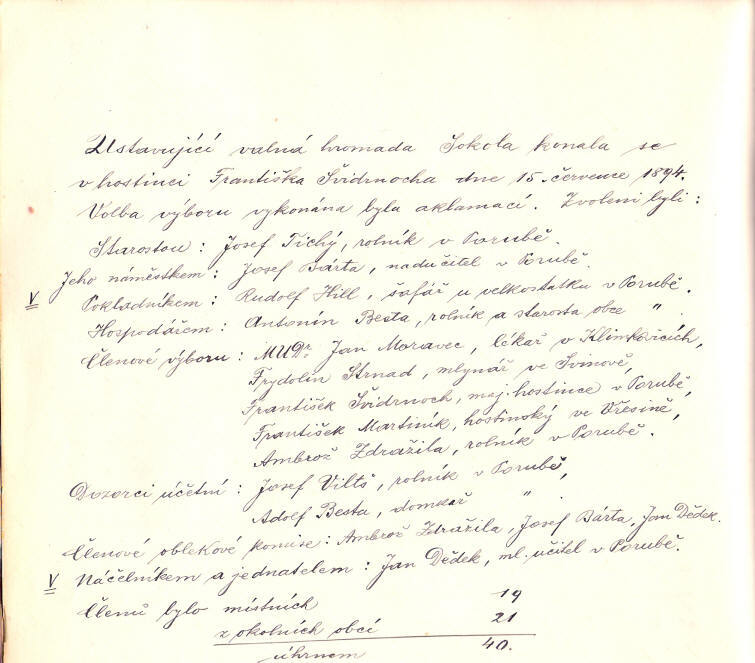 Ustavující valná hromada Sokola konala se
v hostinci Františka Švidrnocha dne 15. července 1894.
Volba výboru vykonána byla aklamací. Zvoleni byli:
Starostou: Josef Tichý, rolník v Porubě.
Jeho náměstkem: Josef Bárta, nadučitel v Porubě.
V Pokladníkem: Rudolf Hill, šafář u velkostatku v Porubě.
Hospodářem: Antonín Besta, rolník a starosta obce ".
Členové výboru: MUDr. Jan Moravec, lékař v Klimkovicích,
Frydolín Strnad, mlynář ve Svinově,
František Švidrnoch, maj. hostince v Porubě,
František Martiník, hostinský ve Vřesině,
Ambrož Zdražila, rolník v Porubě.
Dozorci účetní: Josef Viltš, rolník v Porubě,
Adolf Besta, domkař " .
Členové oblekové komise: Ambrož Zdražila, Josef Bárta, Jan Dědek.
V Náčelníkem a jednatelem: Jan Dědek, ml. učitel v Porubě.
Členů bylo místních 19
z okolních obcí 21
úhrnem 40.